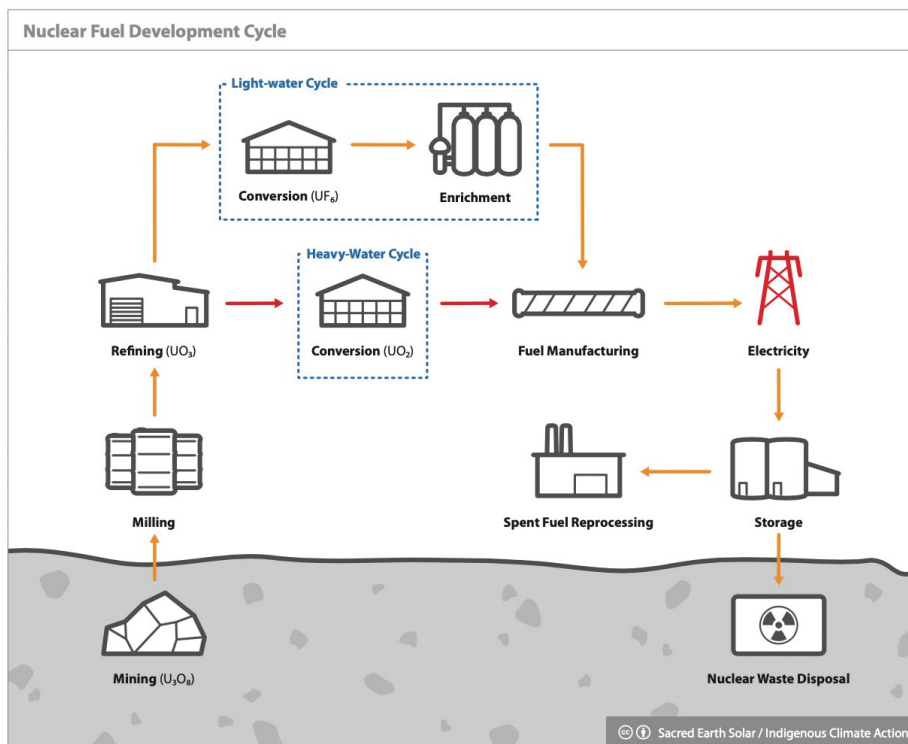 Nuclear Fuel Development Cycle
Light-water Cycle
Conversion (UF₆)
Enrichment
Heavy-Water Cycle
Refining (UO₃)
Conversion (UO₂)
Fuel Manufacturing
Electricity
Milling
Spent Fuel Reprocessing
Storage
Mining (U₃O₈)
Nuclear Waste Disposal
cc Sacred Earth Solar / Indigenous Climate Action